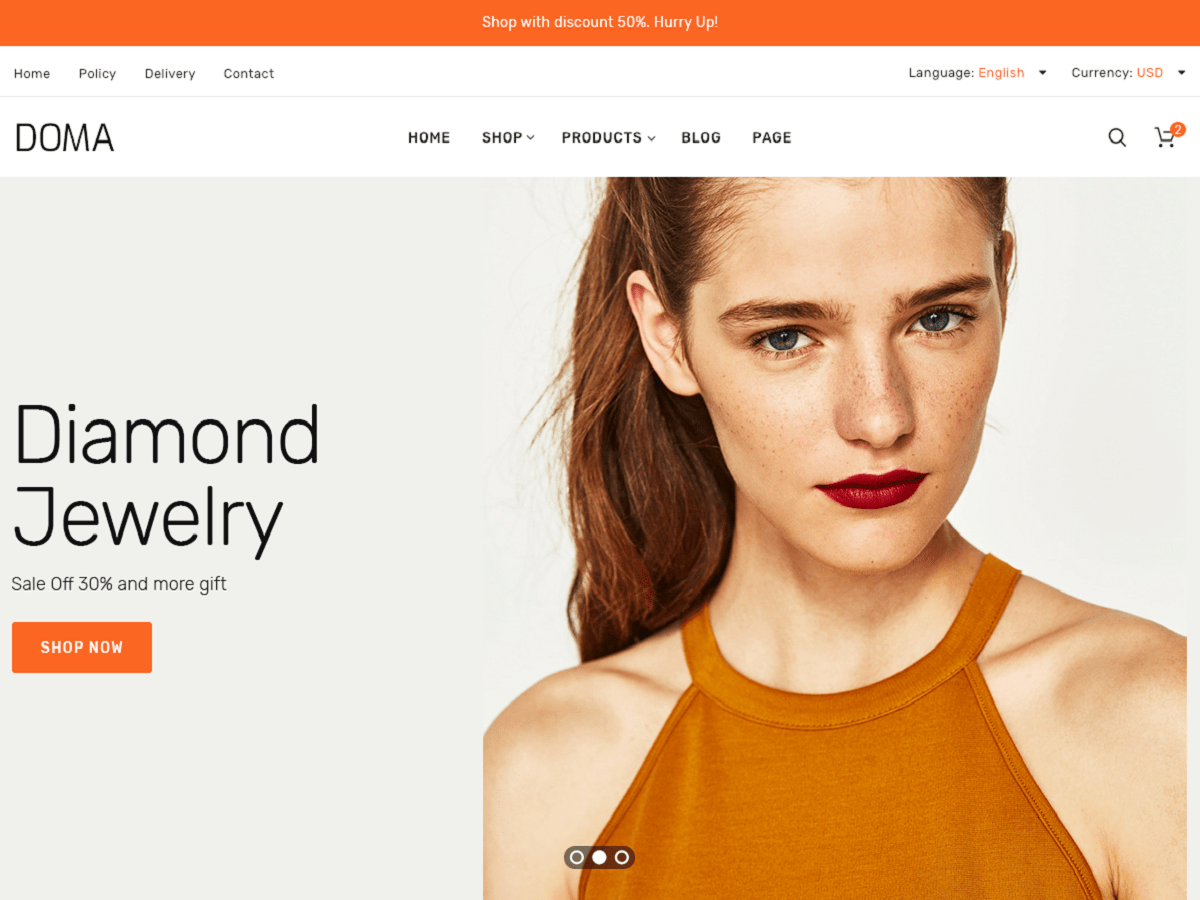 Shop with discount 50%. Hurry Up!
Home Policy Delivery Contact Language: English Currency: USD
DOMA HOME SHOP PRODUCTS BLOG PAGE 2
Diamond
Jewelry
Sale Off 30% and more gift
SHOP NOW